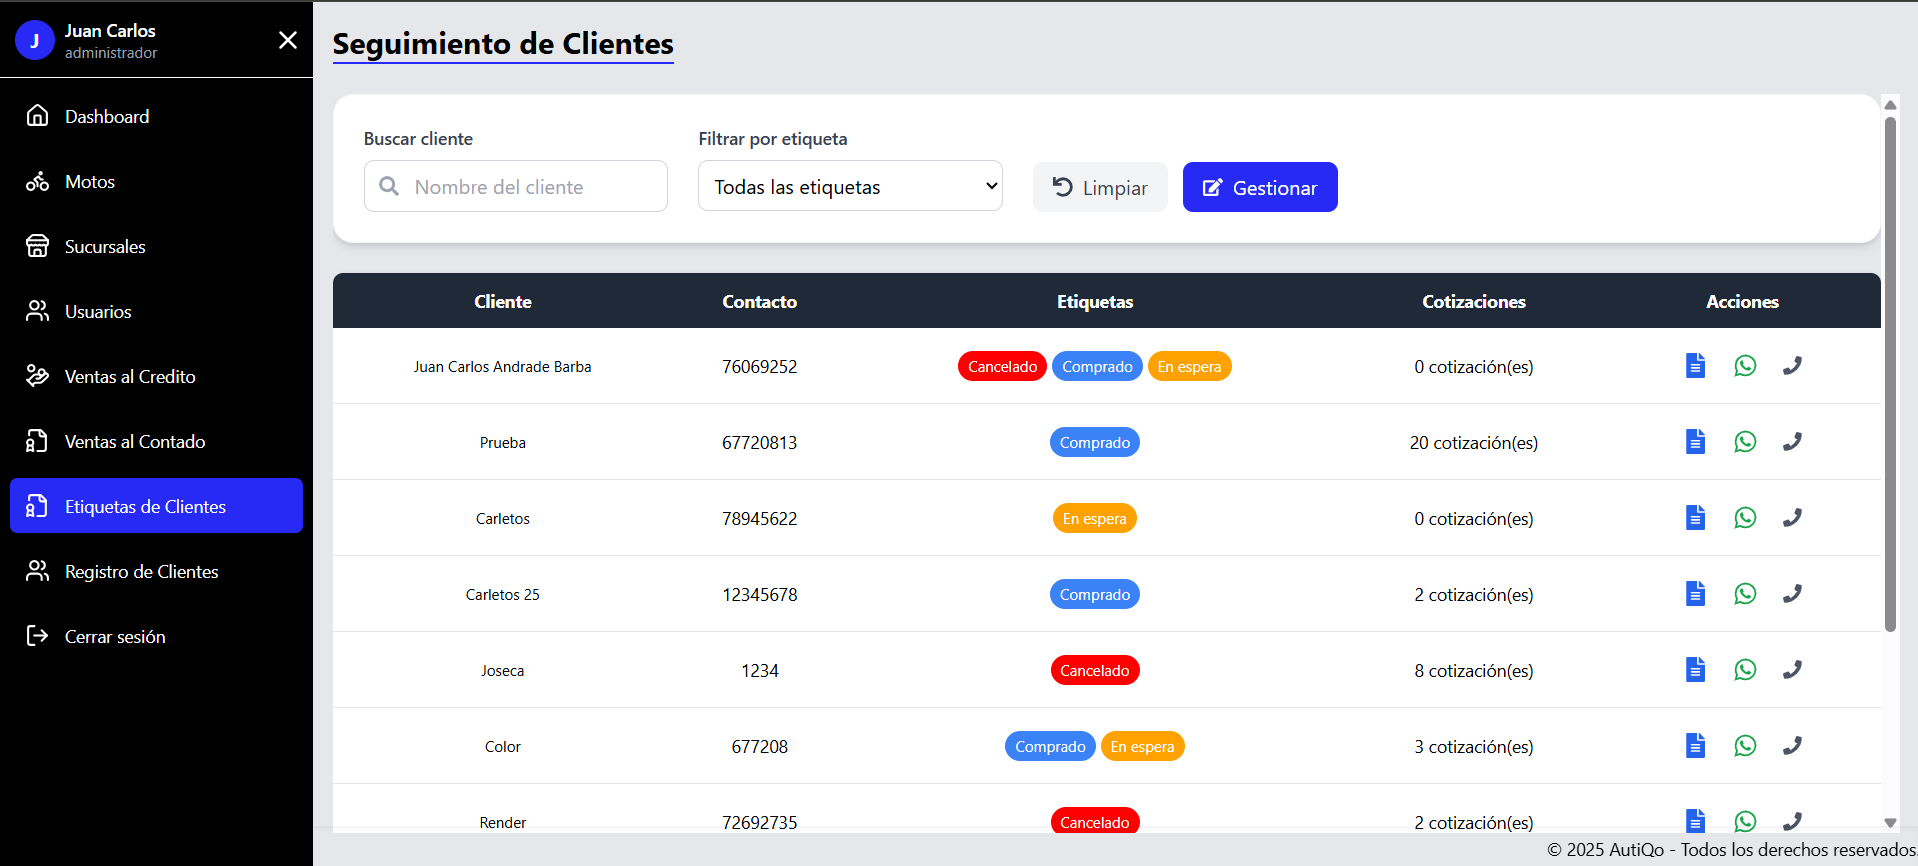 J
Juan Carlos
administrador
Dashboard
Motos
Sucursales
Usuarios
Ventas al Credito
Ventas al Contado
Etiquetas de Clientes
Registro de Clientes
Cerrar sesión
Seguimiento de Clientes
Buscar cliente
Filtrar por etiqueta
Nombre del cliente
Todas las etiquetas
Limpiar
Gestionar
Cliente Contacto Etiquetas Cotizaciones Acciones
Juan Carlos Andrade Barba 76069252 Cancelado Comprado En espera 0 cotización(es)
Prueba 67720813 Comprado 20 cotización(es)
Carletos 78945622 En espera 0 cotización(es)
Carletos 25 12345678 Comprado 2 cotización(es)
Joseca 1234 Cancelado 8 cotización(es)
Color 677208 Comprado En espera 3 cotización(es)
Render 72692735 Cancelado 2 cotización(es)
© 2025 AutiQo - Todos los derechos reservados